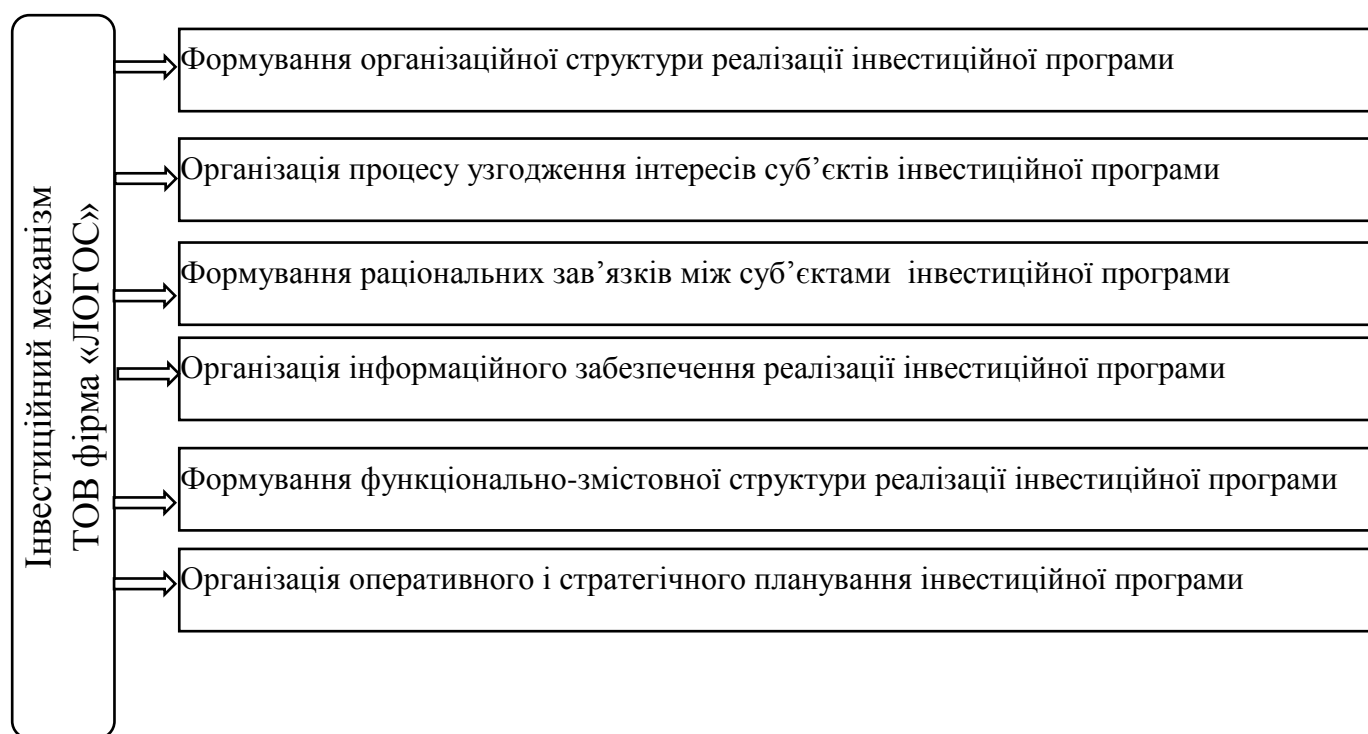 Інвестиційний механізм
ТОВ фірма «ЛОГОС»
Формування організаційної структури реалізації інвестиційної програми
Організація процесу узгодження інтересів суб’єктів інвестиційної програми
Формування раціональних зав’язків між суб’єктами  інвестиційної програми
Організація інформаційного забезпечення реалізації інвестиційної програми
Формування функціонально-змістовної структури реалізації інвестиційної програми
Організація оперативного і стратегічного планування інвестиційної програми